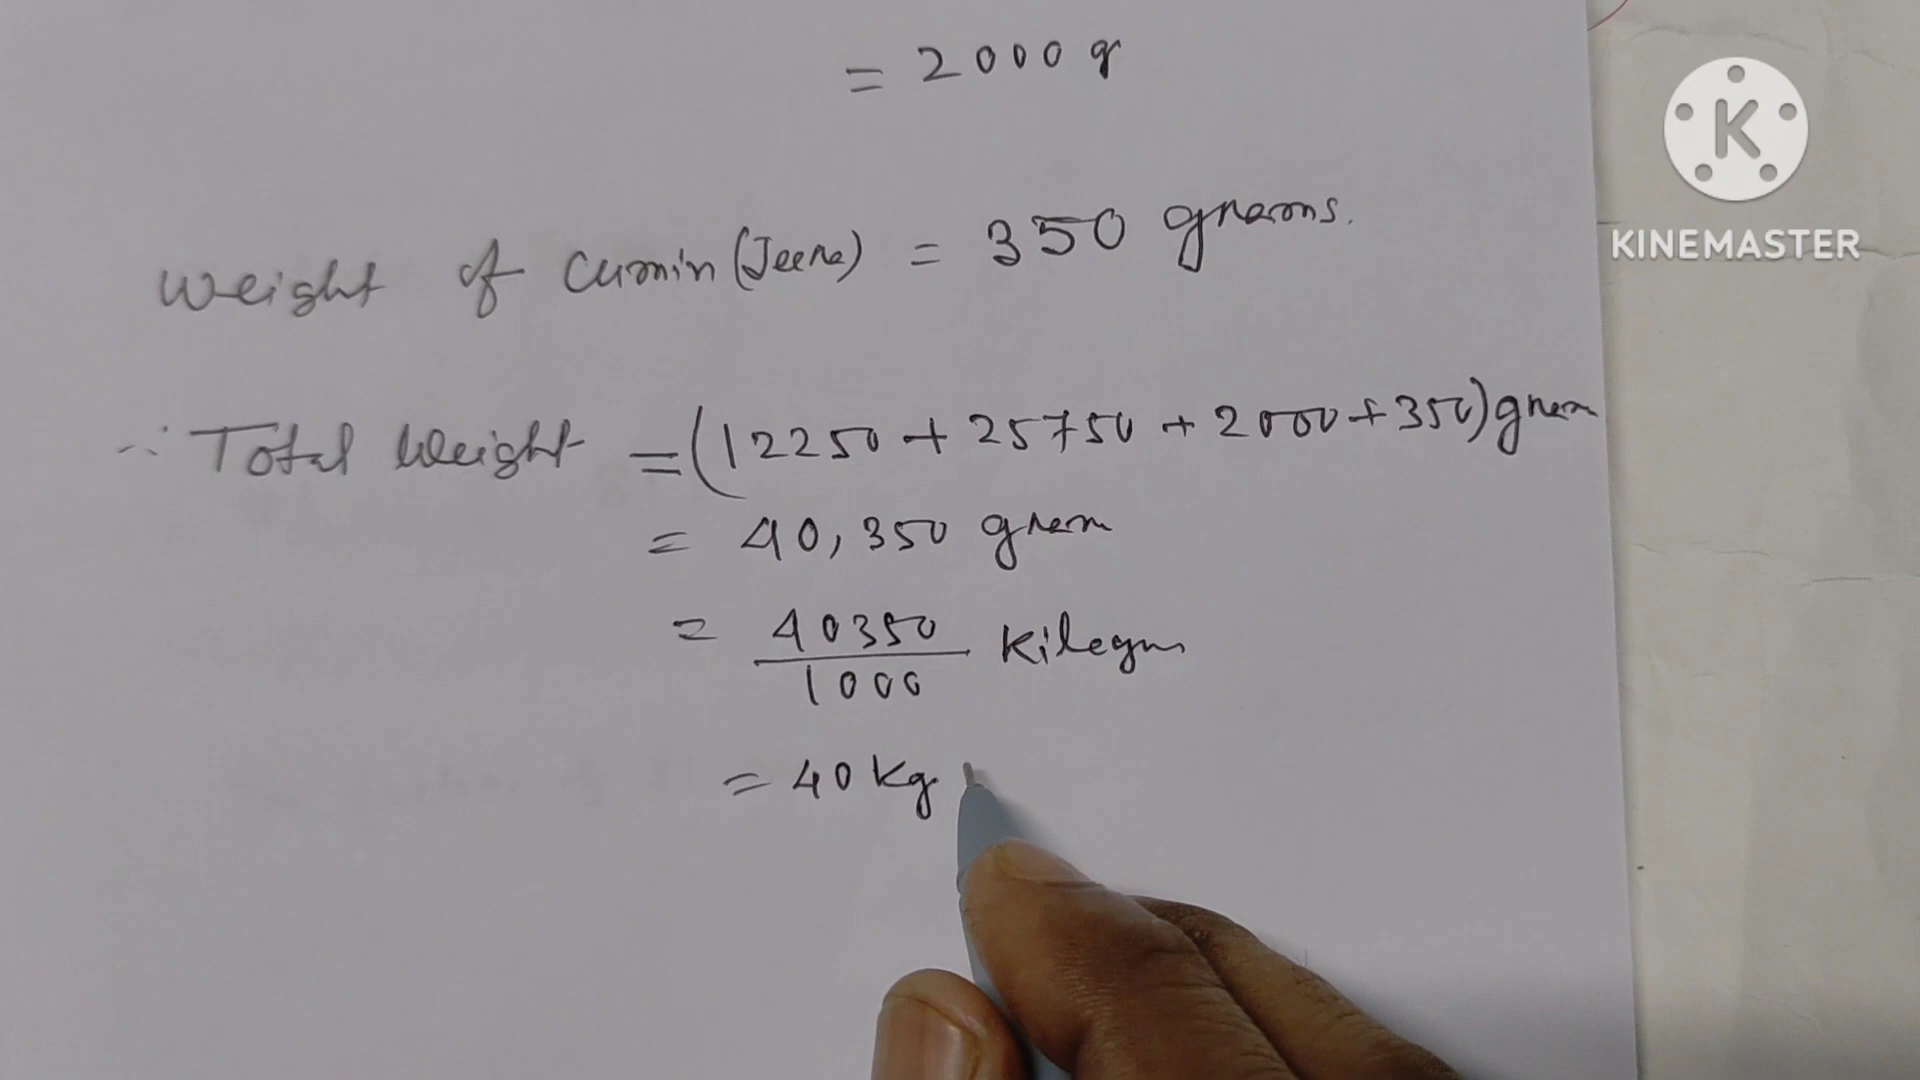 = 2000 g
K
KINEMASTER
Weight of Cumin (Jeera) = 350 grams.
∴ Total Weight = (12250 + 25750 + 2000 + 350) gram
= 40,350 gram
= 40350/1000 Kilogm
= 40 kg